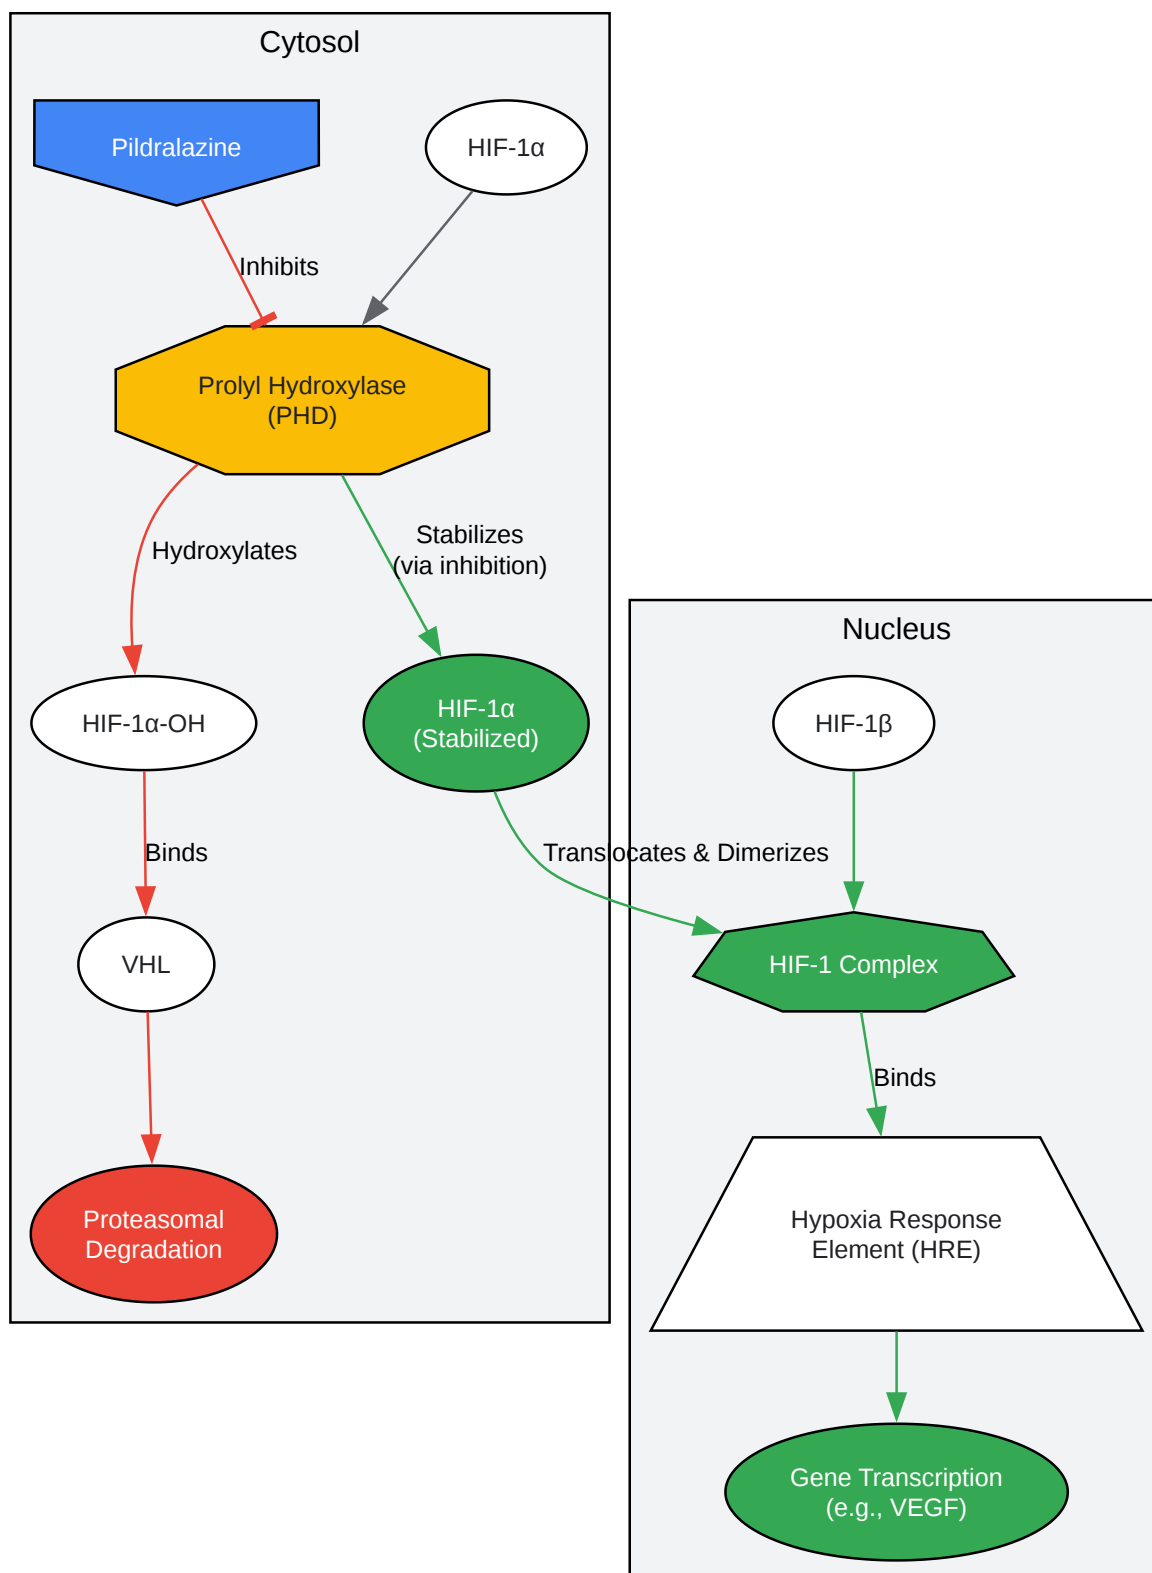 Cytosol
Pildralazine
HIF-1α
Inhibits
Prolyl Hydroxylase
(PHD)
Hydroxylates
Stabilizes
(via inhibition)
Nucleus
HIF-1α-OH
HIF-1α
(Stabilized)
HIF-1β
Binds
Translocates & Dimerizes
VHL
HIF-1 Complex
Binds
Proteasomal
Degradation
Hypoxia Response
Element (HRE)
Gene Transcription
(e.g., VEGF)